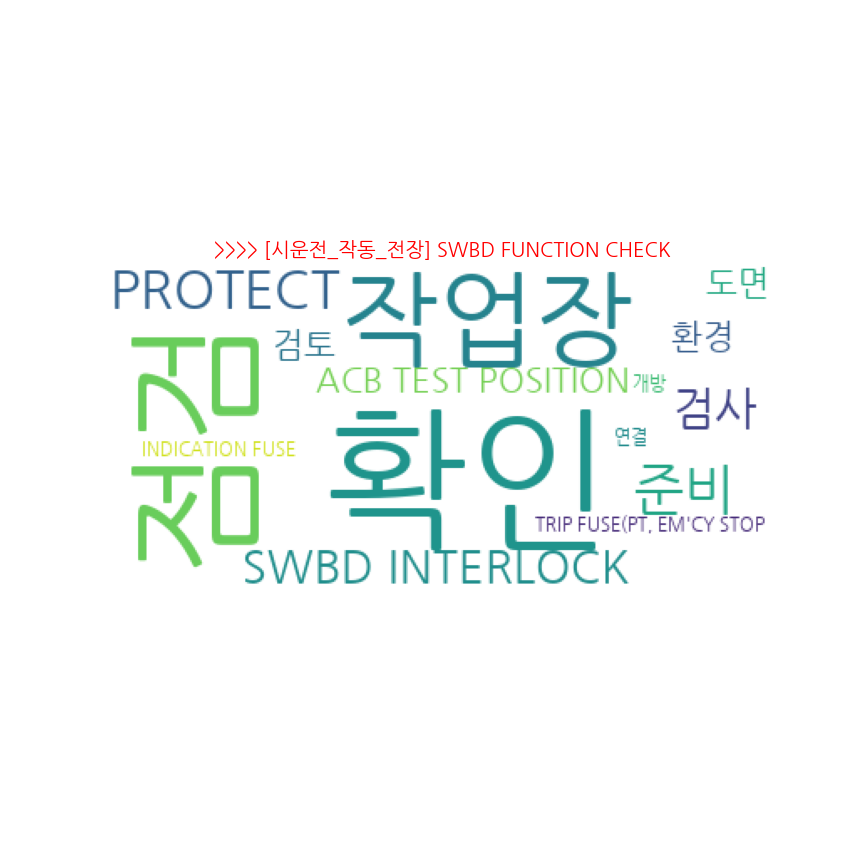 >>>> [시운전_작동_전장] SWBD FUNCTION CHECK
PROTECT
작업장
도면
점검
검토
환경
ACB TEST POSITION
개방
검사
확인
연결
INDICATION FUSE
준비
TRIP FUSE(PT, EM'CY STOP
SWBD INTERLOCK